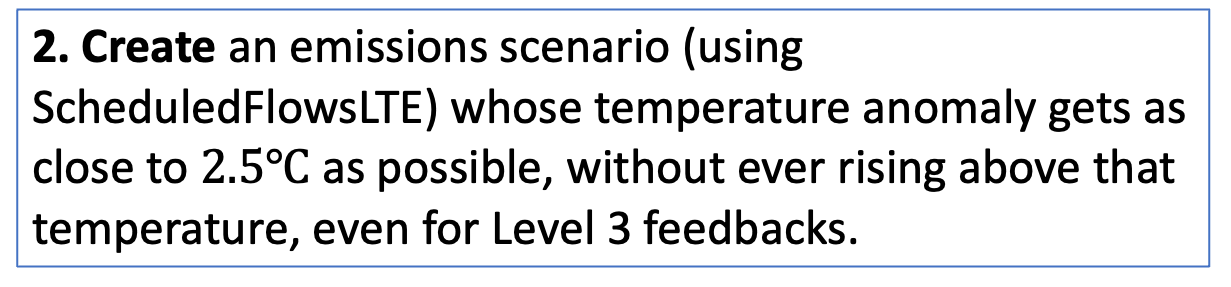 2. Create an emissions scenario (using
ScheduledFlowsLTE) whose temperature anomaly gets as
close to 2.5°C as possible, without ever rising above that
temperature, even for Level 3 feedbacks.